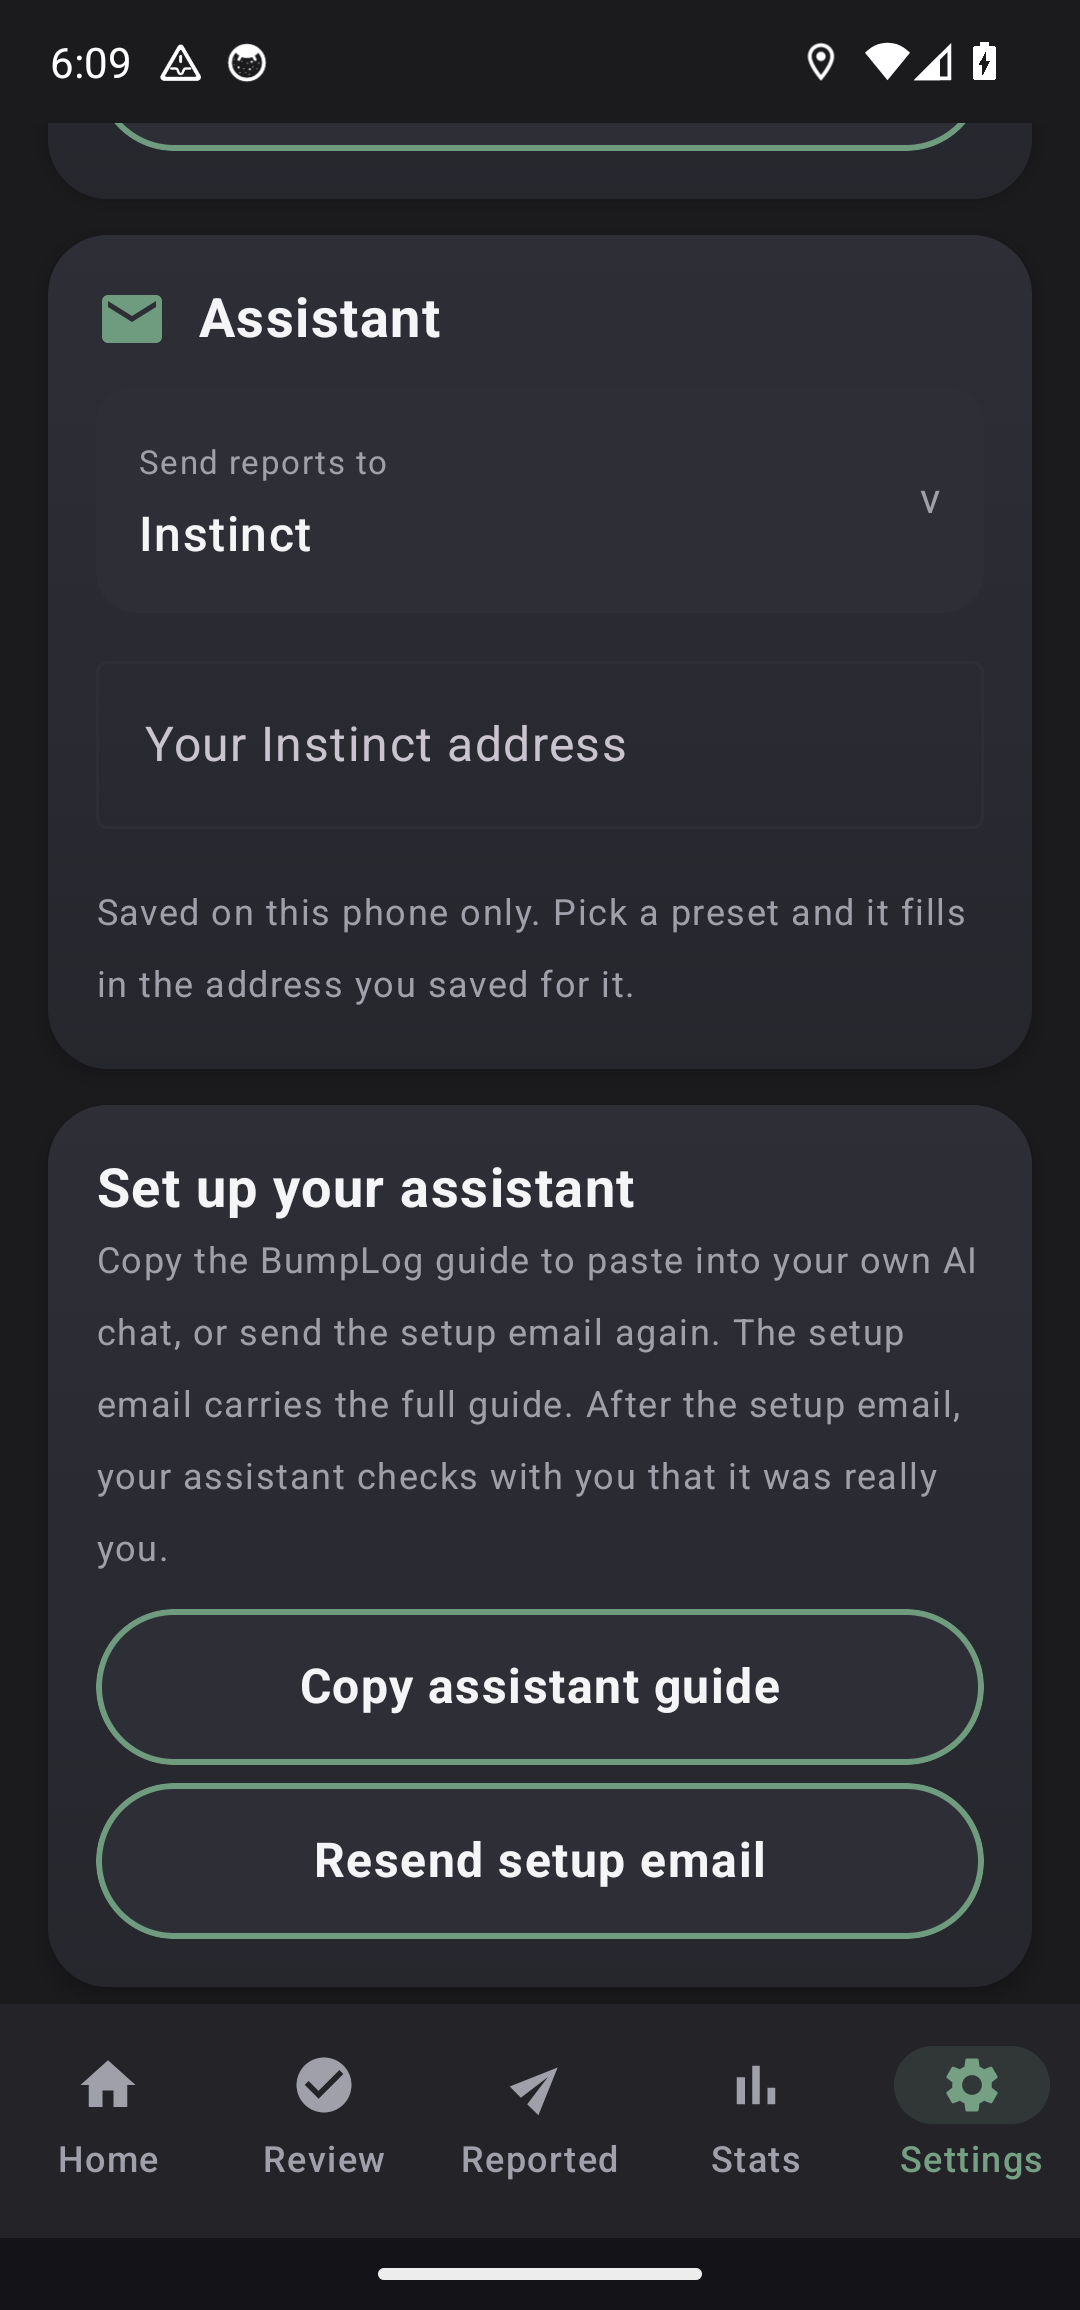 6:09
Assistant
Send reports to
Instinct
v
Your Instinct address
Saved on this phone only. Pick a preset and it fills
in the address you saved for it.
Set up your assistant
Copy the BumpLog guide to paste into your own AI
chat, or send the setup email again. The setup
email carries the full guide. After the setup email,
your assistant checks with you that it was really
you.
Copy assistant guide
Resend setup email
Home Review Reported Stats Settings